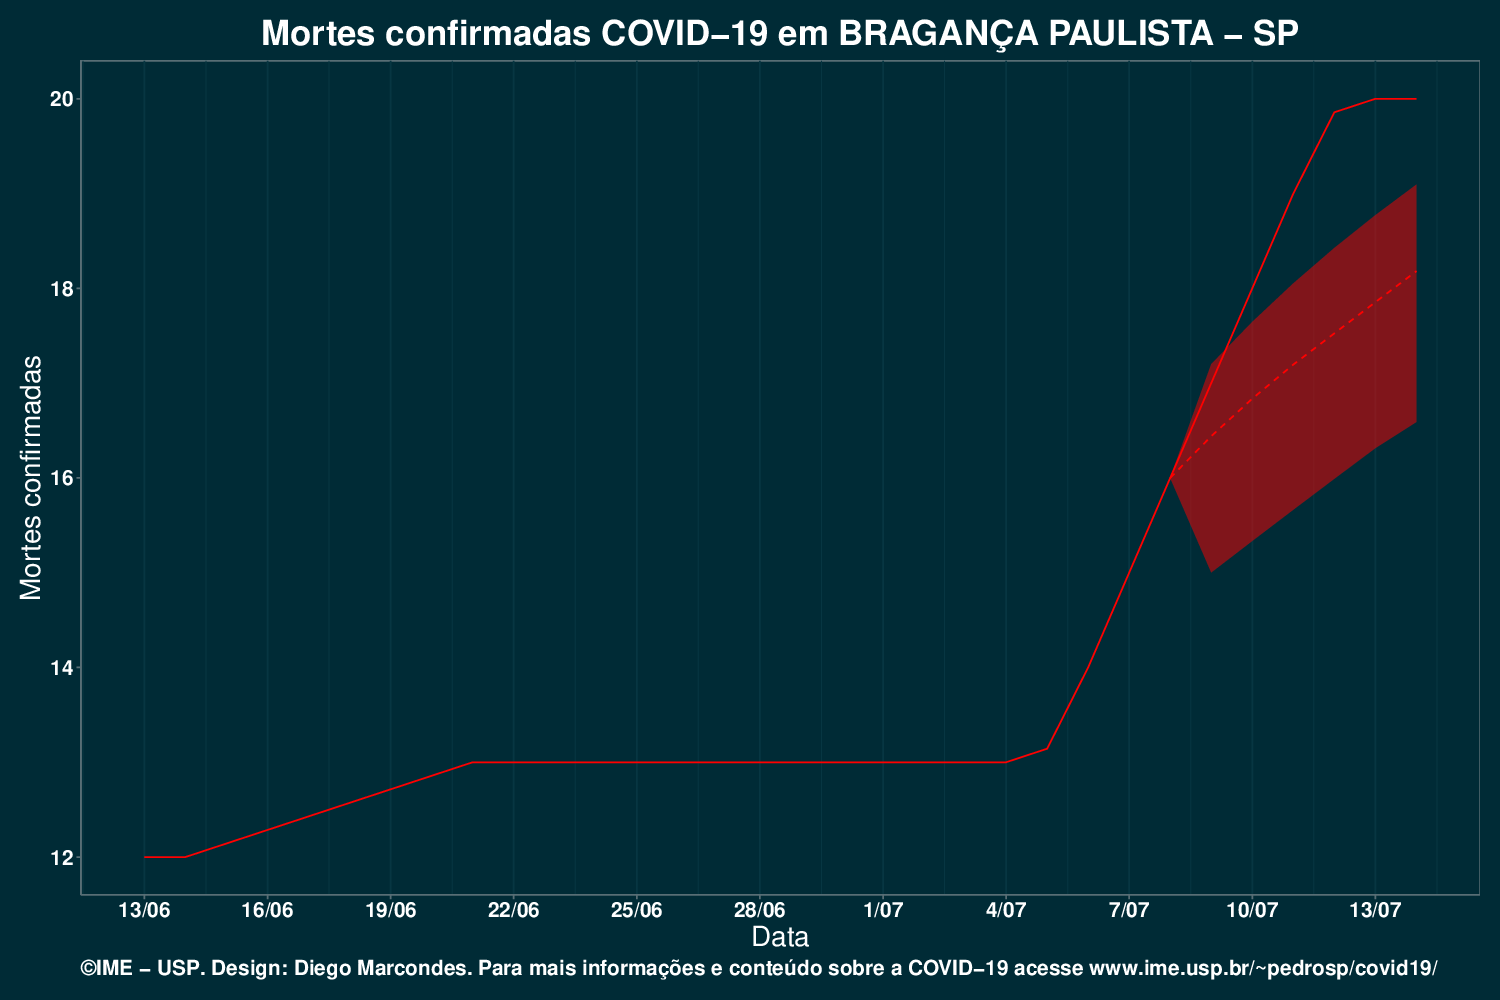 Mortes confirmadas COVID−19 em BRAGANÇA PAULISTA − SP
Mortes confirmadas
20
18
16
14
12
13/06 16/06 19/06 22/06 25/06 28/06 1/07 4/07 7/07 10/07 13/07
Data
©IME − USP. Design: Diego Marcondes. Para mais informações e conteúdo sobre a COVID−19 acesse www.ime.usp.br/~pedrosp/covid19/